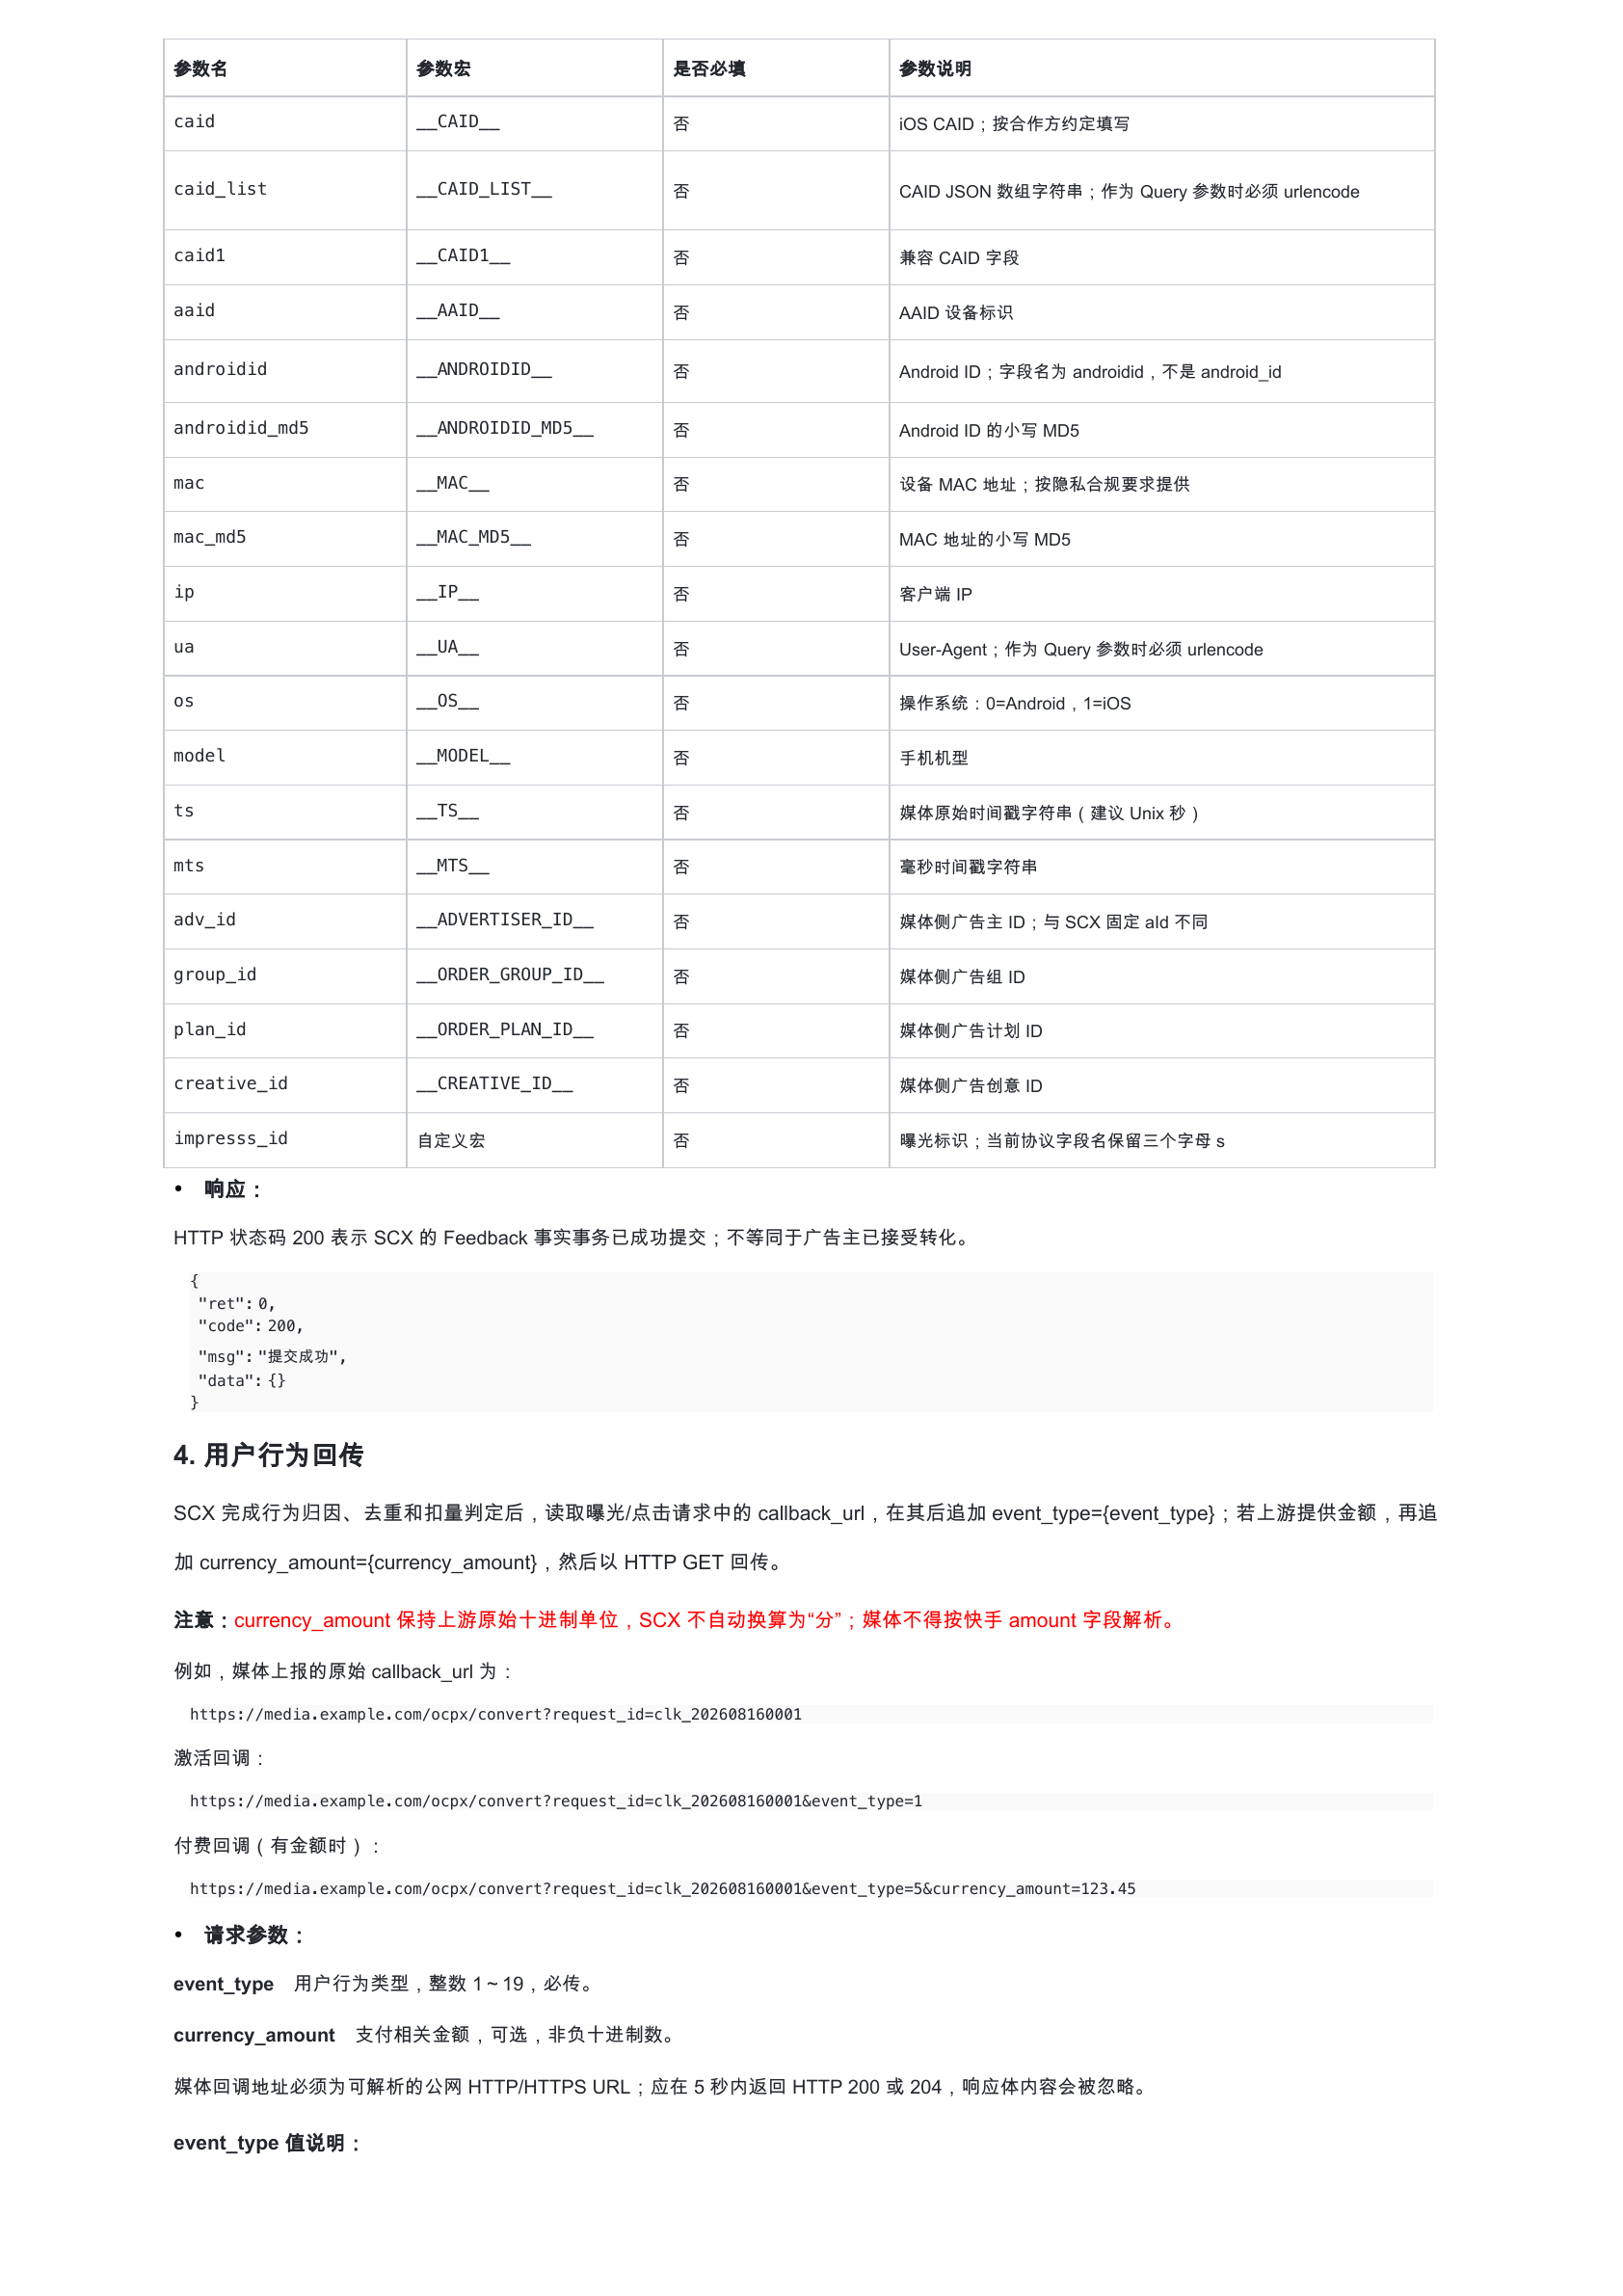 参数名 参数宏 是否必填 参数说明
caid __CAID__ 否 iOS CAID；按合作方约定填写
caid_list __CAID_LIST__ 否 CAID JSON 数组字符串；作为 Query 参数时必须 urlencode
caid1 __CAID1__ 否 兼容 CAID 字段
aaid __AAID__ 否 AAID 设备标识
androidid __ANDROIDID__ 否 Android ID；字段名为 androidid，不是 android_id
androidid_md5 __ANDROIDID_MD5__ 否 Android ID 的小写 MD5
mac __MAC__ 否 设备 MAC 地址；按隐私合规要求提供
mac_md5 __MAC_MD5__ 否 MAC 地址的小写 MD5
ip __IP__ 否 客户端 IP
ua __UA__ 否 User-Agent；作为 Query 参数时必须 urlencode
os __OS__ 否 操作系统：0=Android，1=iOS
model __MODEL__ 否 手机机型
ts __TS__ 否 媒体原始时间戳字符串（建议 Unix 秒）
mts __MTS__ 否 毫秒时间戳字符串
adv_id __ADVERTISER_ID__ 否 媒体侧广告主 ID；与 SCX 固定 aId 不同
group_id __ORDER_GROUP_ID__ 否 媒体侧广告组 ID
plan_id __ORDER_PLAN_ID__ 否 媒体侧广告计划 ID
creative_id __CREATIVE_ID__ 否 媒体侧广告创意 ID
impresss_id 自定义宏 否 曝光标识；当前协议字段名保留三个字母 s
• 响应：
HTTP 状态码 200 表示 SCX 的 Feedback 事实事务已成功提交；不等同于广告主已接受转化。
{
"ret": 0,
"code": 200,
"msg": "提交成功",
"data": {}
}
4. 用户行为回传
SCX 完成行为归因、去重和扣量判定后，读取曝光/点击请求中的 callback_url，在其后追加 event_type={event_type}；若上游提供金额，再追
加 currency_amount={currency_amount}，然后以 HTTP GET 回传。
注意：currency_amount 保持上游原始十进制单位，SCX 不自动换算为“分”；媒体不得按快手 amount 字段解析。
例如，媒体上报的原始 callback_url 为：
https://media.example.com/ocpx/convert?request_id=clk_202608160001
激活回调：
https://media.example.com/ocpx/convert?request_id=clk_202608160001&event_type=1
付费回调（有金额时）：
https://media.example.com/ocpx/convert?request_id=clk_202608160001&event_type=5&currency_amount=123.45
• 请求参数：
event_type 用户行为类型，整数 1～19，必传。
currency_amount 支付相关金额，可选，非负十进制数。
媒体回调地址必须为可解析的公网 HTTP/HTTPS URL；应在 5 秒内返回 HTTP 200 或 204，响应体内容会被忽略。
event_type 值说明：